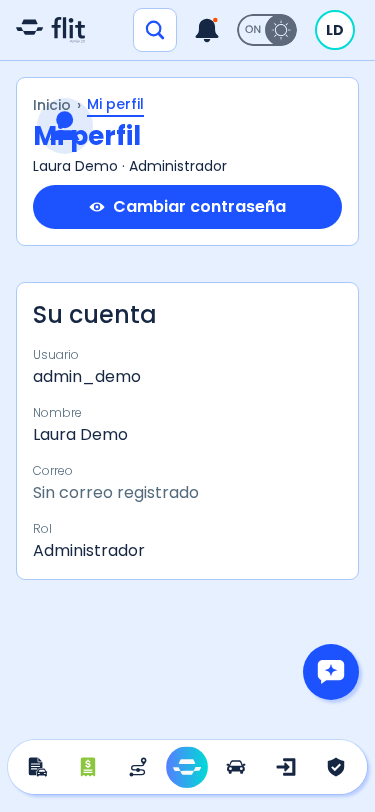 flit
ON
LD
Inicio › Mi perfil
Mi perfil
Laura Demo · Administrador
Cambiar contraseña
Su cuenta
Usuario
admin_demo
Nombre
Laura Demo
Correo
Sin correo registrado
Rol
Administrador